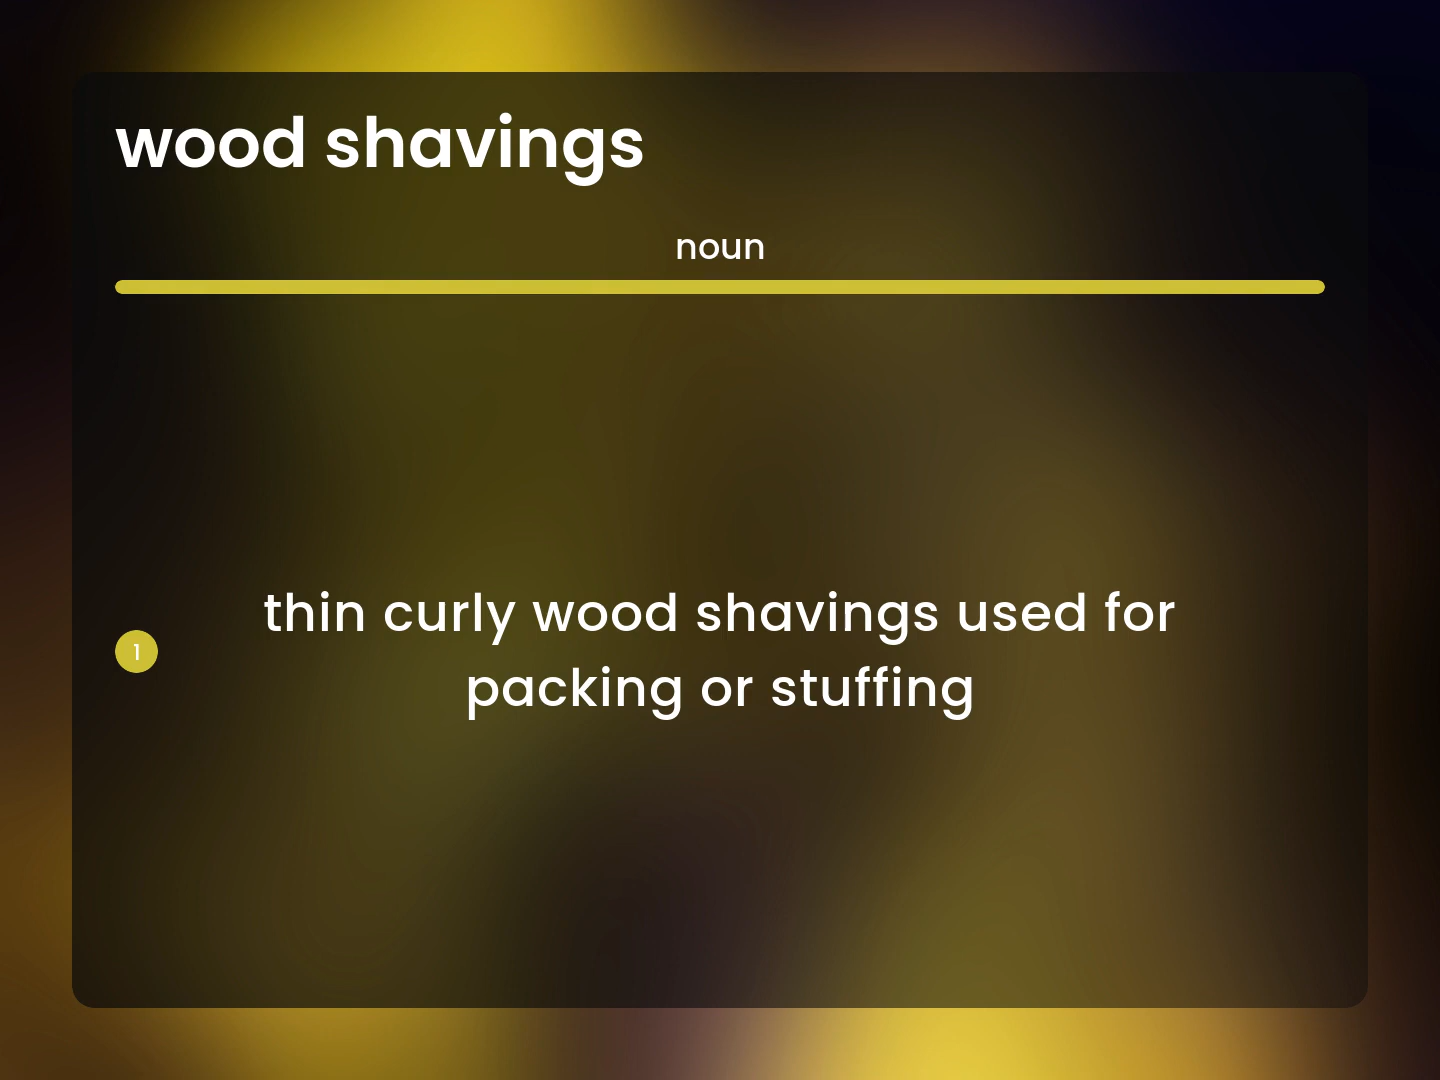 wood shavings
noun
1
thin curly wood shavings used for
packing or stuffing